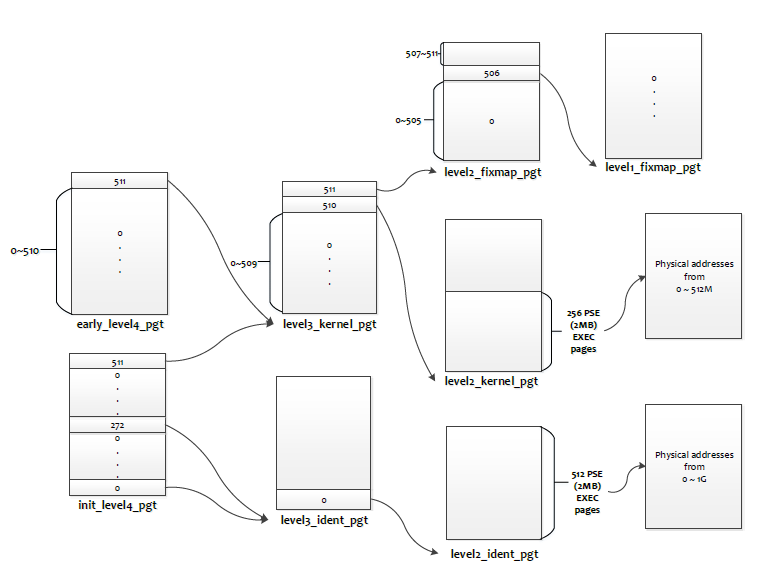 507~511
506
0~505
0
level2_fixmap_pgt
0
.
.
.
level1_fixmap_pgt
511
0~510
0
.
.
.
early_level4_pgt
511
510
0~509
0
.
.
.
level3_kernel_pgt
256 PSE
(2MB)
EXEC
pages
level2_kernel_pgt
Physical addresses
from
0 ~ 512M
511
0
.
.
.
272
0
.
.
.
0
init_level4_pgt
0
level3_ident_pgt
512 PSE
(2MB)
EXEC
pages
level2_ident_pgt
Physical addresses
from
0 ~ 1G